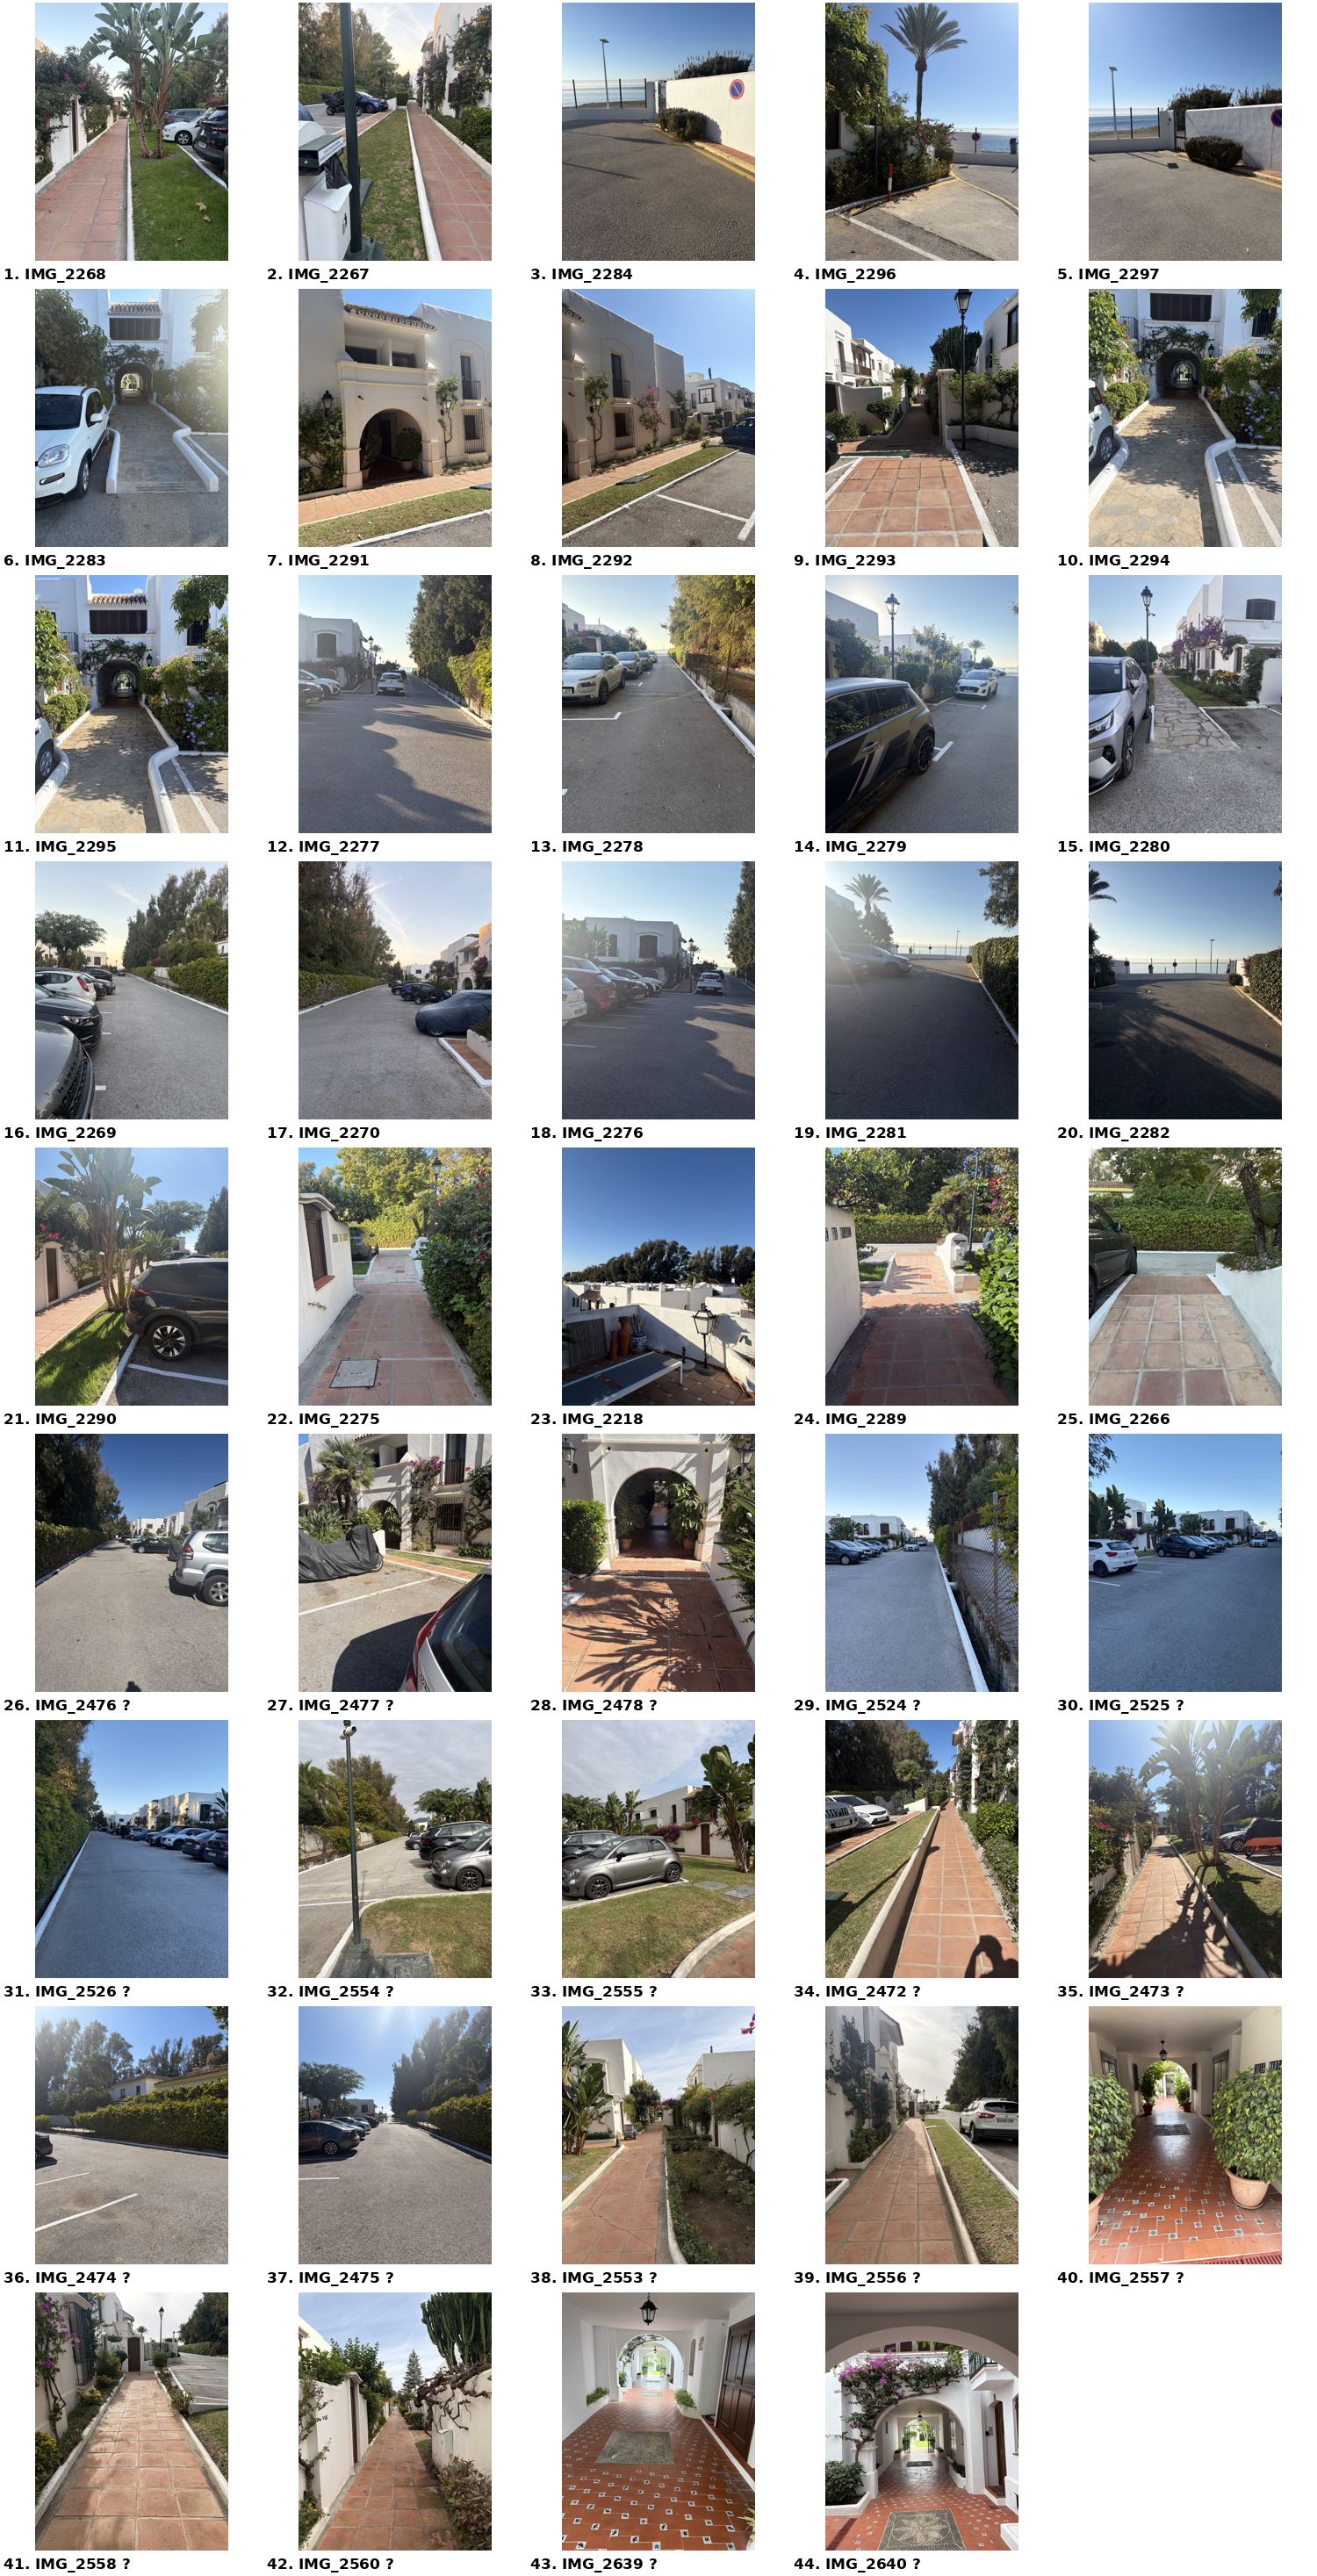 1. IMG_2268
2. IMG_2267
3. IMG_2284
4. IMG_2296
5. IMG_2297
6. IMG_2283
7. IMG_2291
8. IMG_2292
9. IMG_2293
10. IMG_2294
11. IMG_2295
12. IMG_2277
13. IMG_2278
14. IMG_2279
15. IMG_2280
16. IMG_2269
17. IMG_2270
18. IMG_2276
19. IMG_2281
20. IMG_2282
21. IMG_2290
22. IMG_2275
23. IMG_2218
24. IMG_2289
25. IMG_2266
26. IMG_2476 ?
27. IMG_2477 ?
28. IMG_2478 ?
29. IMG_2524 ?
30. IMG_2525 ?
31. IMG_2526 ?
32. IMG_2554 ?
33. IMG_2555 ?
34. IMG_2472 ?
35. IMG_2473 ?
36. IMG_2474 ?
37. IMG_2475 ?
38. IMG_2553 ?
39. IMG_2556 ?
40. IMG_2557 ?
41. IMG_2558 ?
42. IMG_2560 ?
43. IMG_2639 ?
44. IMG_2640 ?